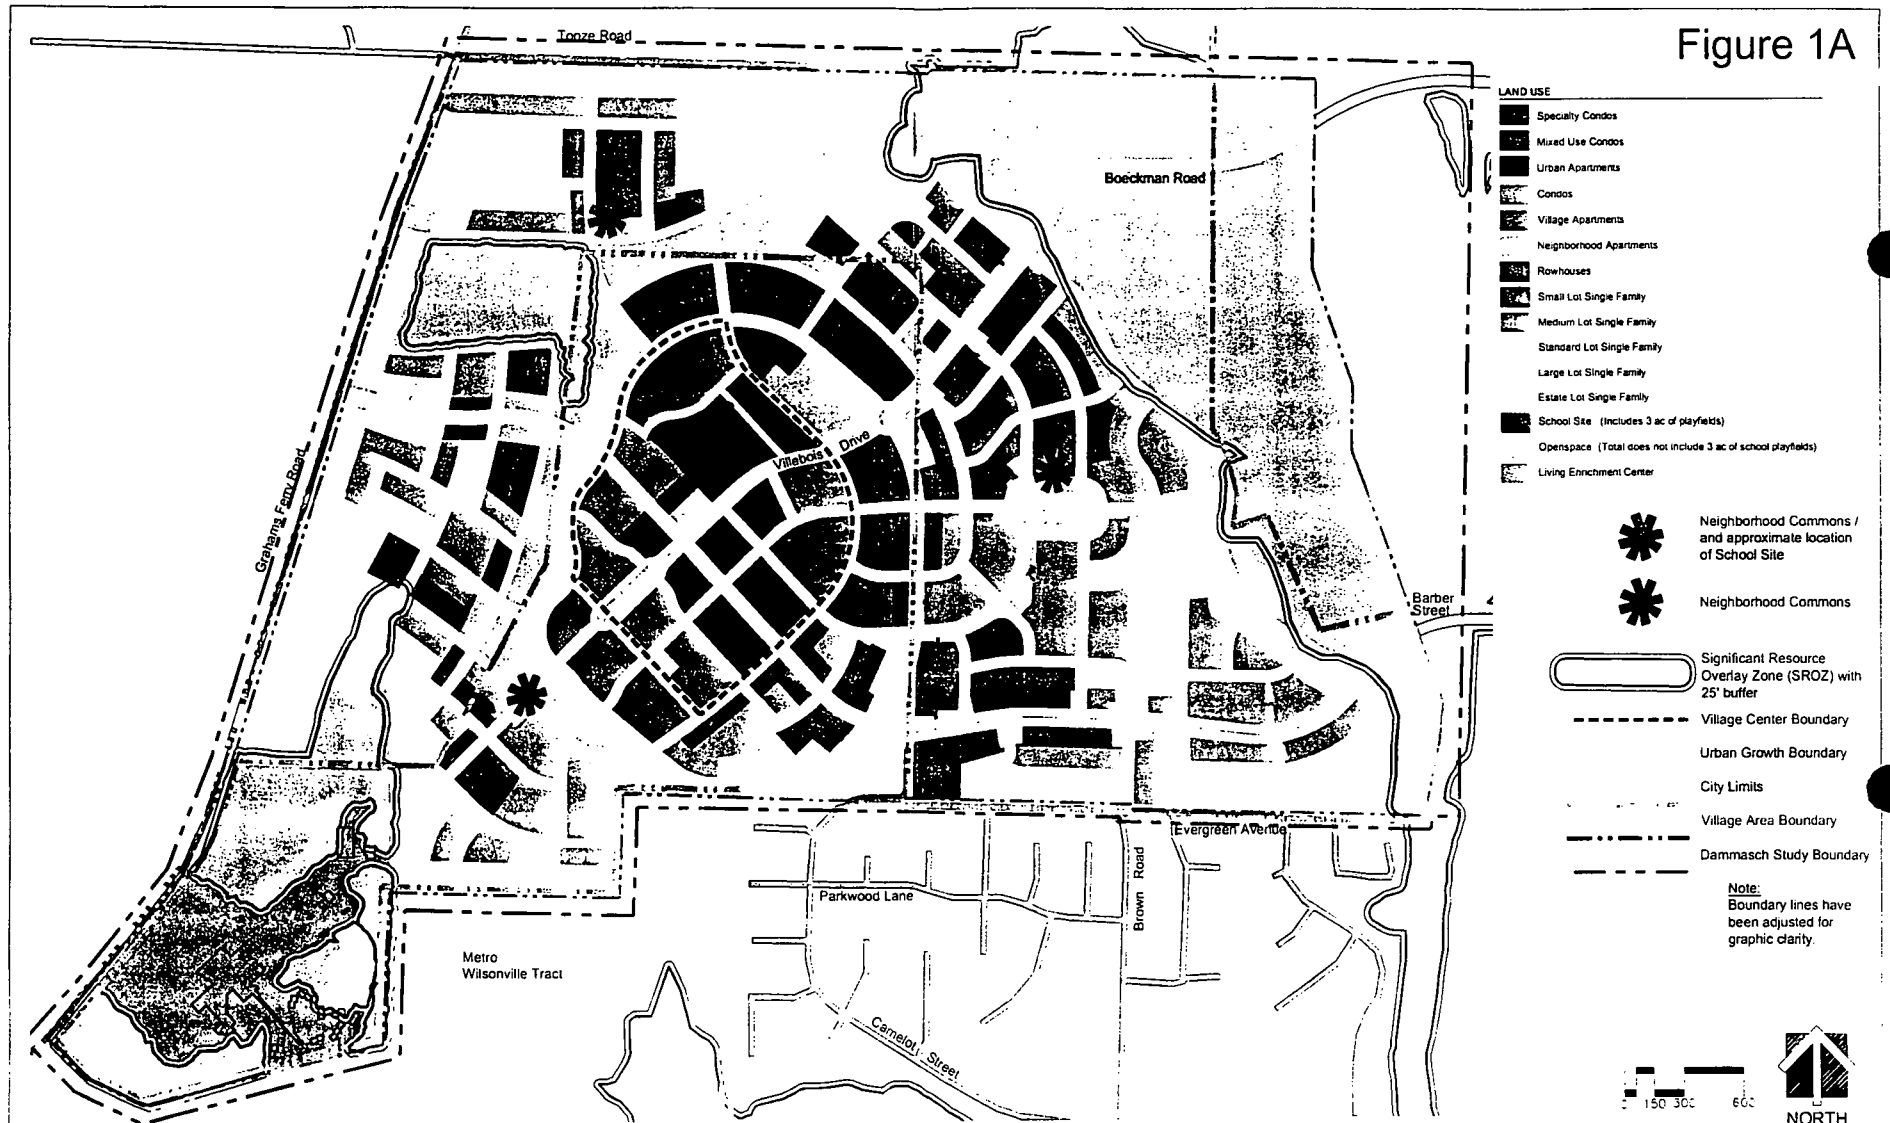 Figure 1A
Tooze Road
LAND USE
Specialty Condos
Mixed Use Condos
Urban Apartments
Condos
Village Apartments
Neighborhood Apartments
Rowhouses
Small Lot Single Family
Medium Lot Single Family
Standard Lot Single Family
Large Lot Single Family
Estate Lot Single Family
School Site (Includes 3 ac of playfields)
Openspace (Total does not include 3 ac of school playfields)
Living Enrichment Center
Neighborhood Commons /
and approximate location
of School Site
Neighborhood Commons
Significant Resource
Overlay Zone (SROZ) with
25' buffer
Village Center Boundary
Urban Growth Boundary
City Limits
Village Area Boundary
Dammasch Study Boundary
Note:
Boundary lines have
been adjusted for
graphic clarity.
Boeckman Road
Villebois Drive
Grahams Ferry Road
Barber
Street
Evergreen Avenue
Parkwood Lane
Brown Road
Metro
Wilsonville Tract
Camelot Street
0 150 300 600
NORTH